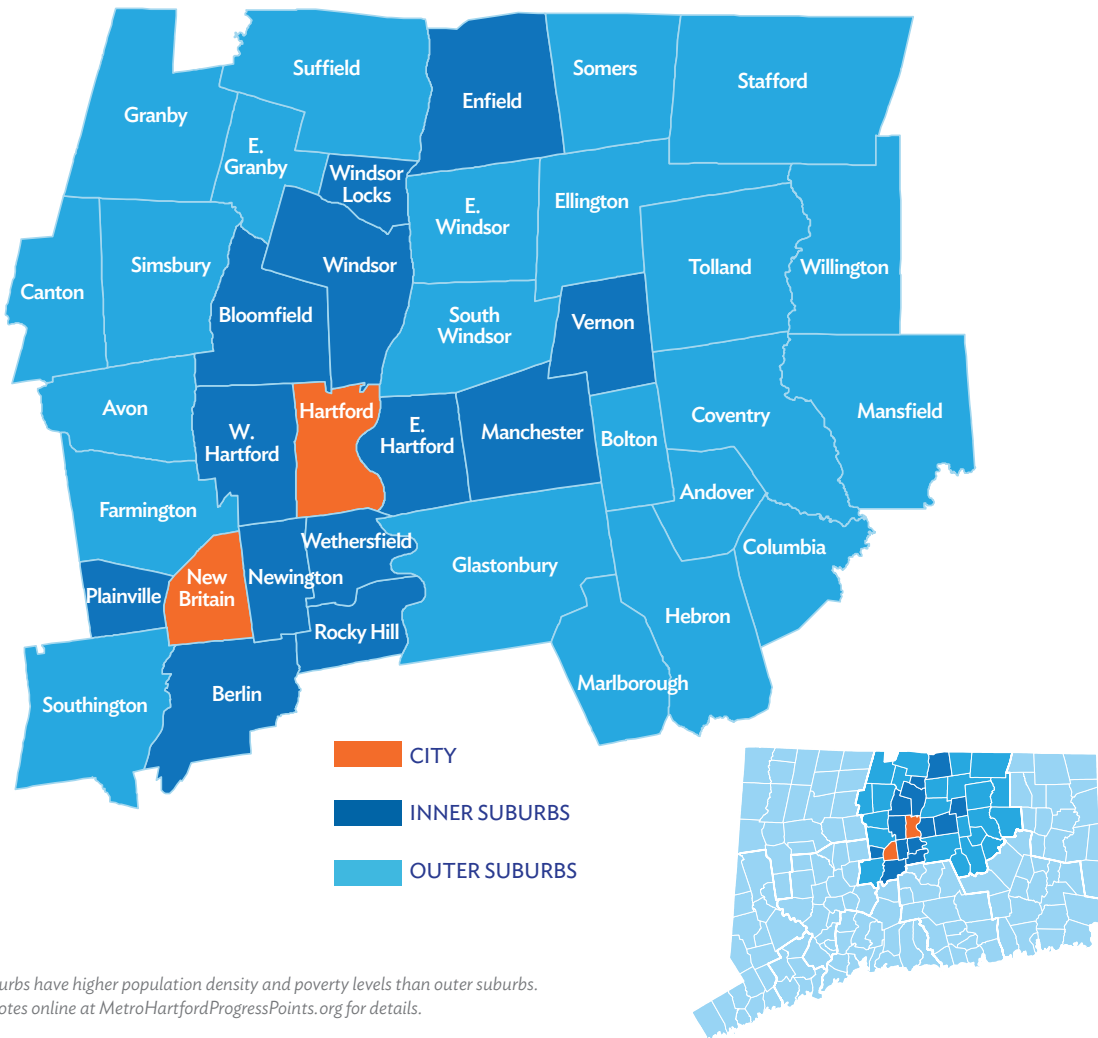 Suffield
Somers
Stafford
Enfield
Granby
E.
Granby
Windsor
Locks
E.
Windsor
Ellington
Simsbury
Windsor
Tolland
Willington
Canton
Bloomfield
South
Windsor
Vernon
Avon
Hartford
W.
Hartford
E.
Hartford
Manchester
Bolton
Coventry
Mansfield
Farmington
Andover
Wethersfield
Columbia
Glastonbury
Plainville
New
Britain
Newington
Hebron
Rocky Hill
Southington
Berlin
Marlborough
CITY
INNER SUBURBS
OUTER SUBURBS
urbs have higher population density and poverty levels than outer suburbs.
otes online at MetroHartfordProgressPoints.org for details.